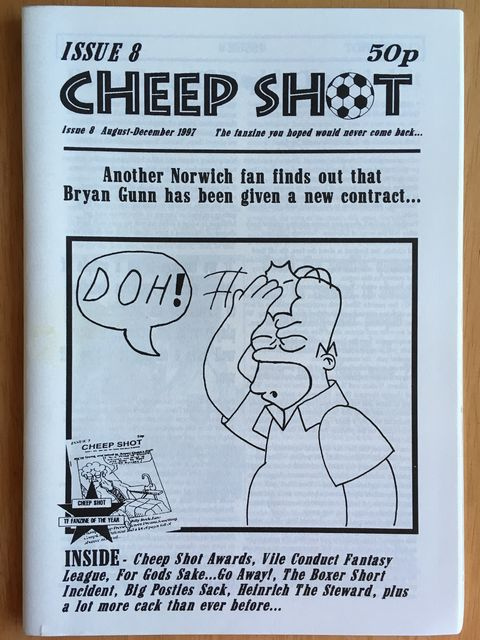 ISSUE 8 50p
CHEEP SHOT
Issue 8 August-December 1997 The fanzine you hoped would never come back...
Another Norwich fan finds out that
Bryan Gunn has been given a new contract...
DOH!
CHEEP SHOT
CHEEP SHOT
TF FANZINE OF THE YEAR
INSIDE - Cheep Shot Awards, Vile Conduct Fantasy
League, For Gods Sake...Go Away!, The Boxer Short
Incident, Big Posties Sack, Heinrich The Steward, plus
a lot more cack than ever before...